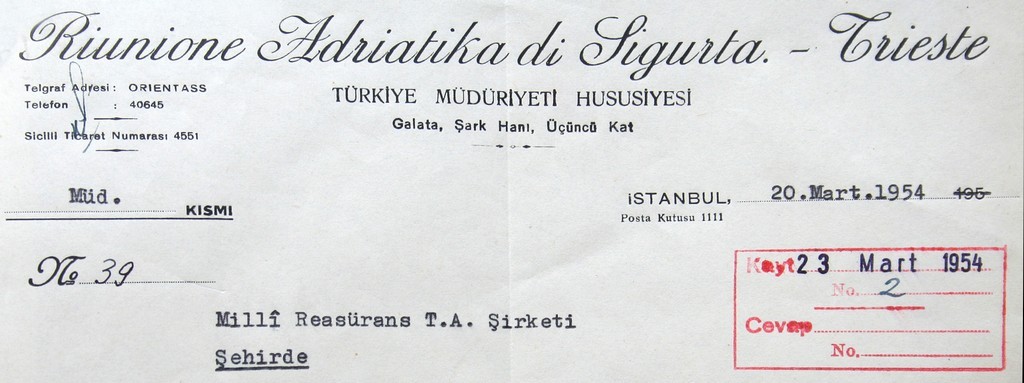 Riunione Adriatika di Sigurta. - Trieste
Telgraf Adresi : ORIENTASS
Telefon : 40645
Sicilli Ticaret Numarası 4551
TÜRKİYE MÜDÜRİYETİ HUSUSİYESİ
Galata, Şark Hanı, Üçüncü Kat
Müd. KISMI
İSTANBUL, 20.Mart.1954 195
Posta Kutusu 1111
No 39
Kayt 23 Mart 1954
No. 2
Cevap
No.
Millî Reasürans T.A. Şirketi
Şehirde